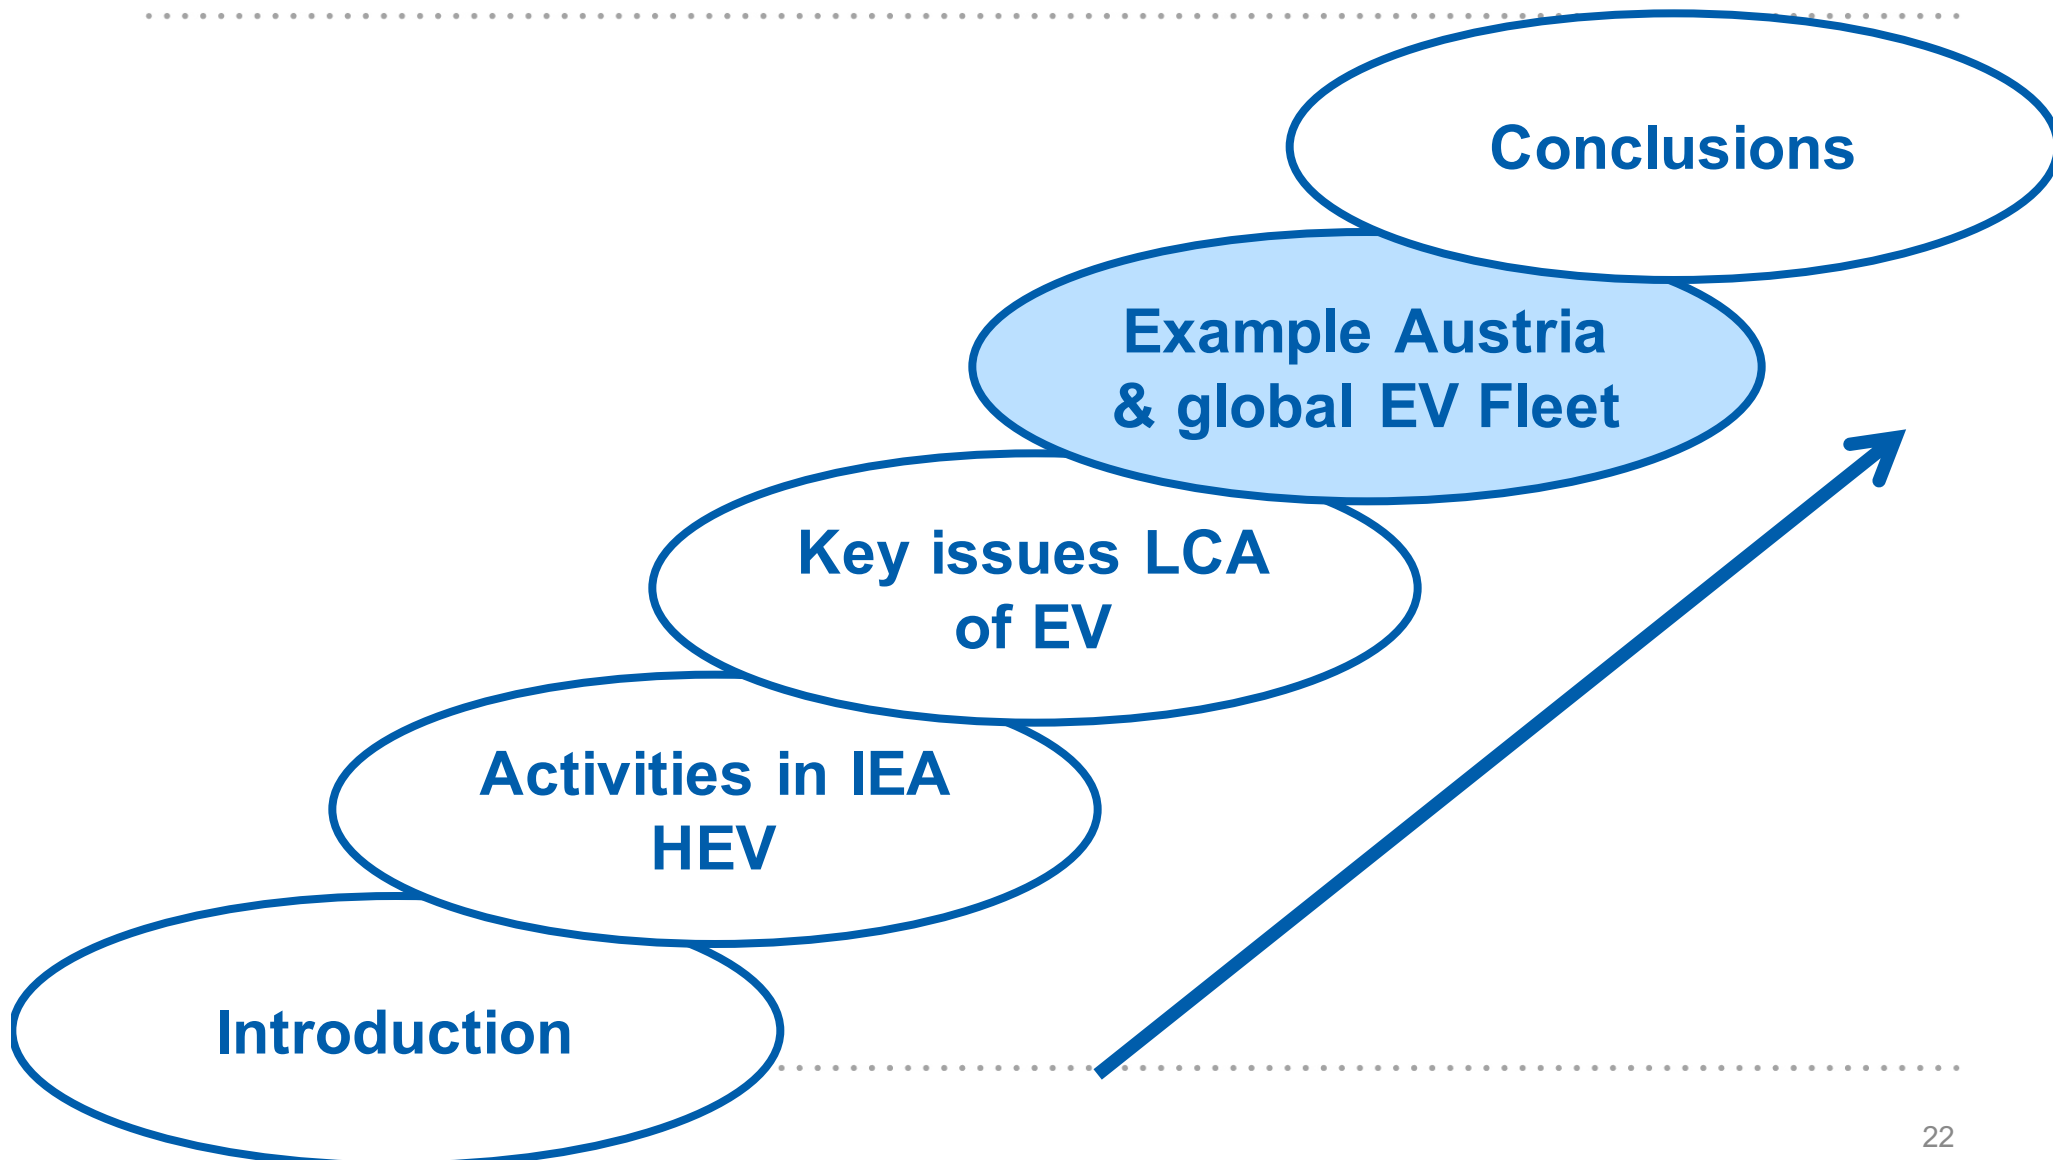 Conclusions
Example Austria
& global EV Fleet
Key issues LCA
of EV
Activities in IEA
HEV
Introduction
22